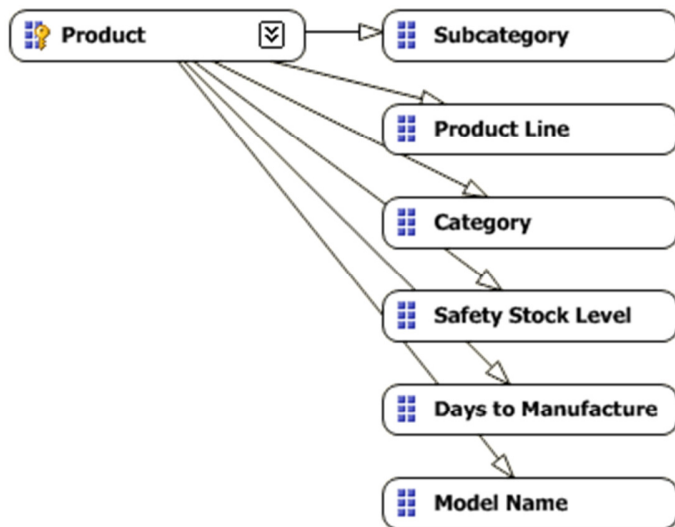 Product
Subcategory
Product Line
Category
Safety Stock Level
Days to Manufacture
Model Name